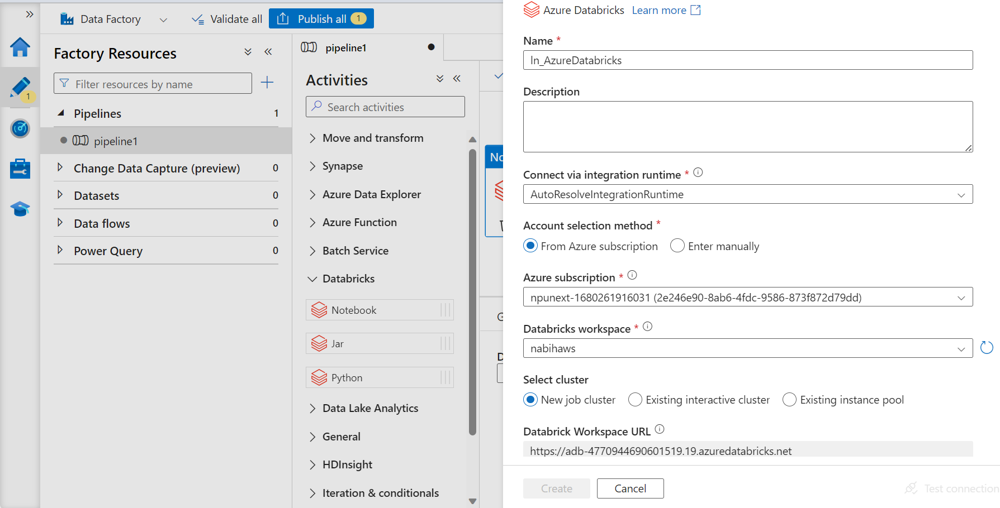 Data Factory
Validate all
Publish all 1
1
Factory Resources
Filter resources by name
Pipelines 1
pipeline1
Change Data Capture (preview) 0
Datasets 0
Data flows 0
Power Query 0
pipeline1
Activities
Search activities
Move and transform
Synapse
Azure Data Explorer
Azure Function
Batch Service
Databricks
Notebook
Jar
Python
Data Lake Analytics
General
HDInsight
Iteration & conditionals
Azure Databricks Learn more
Name *
ln_AzureDatabricks
Description
Connect via integration runtime *
AutoResolveIntegrationRuntime
Account selection method *
From Azure subscription Enter manually
Azure subscription *
npunext-1680261916031 (2e246e90-8ab6-4fdc-9586-873f872d79dd)
Databricks workspace *
nabihaws
Select cluster
New job cluster Existing interactive cluster Existing instance pool
Databrick Workspace URL
https://adb-4770944690601519.19.azuredatabricks.net
Create Cancel Test connection